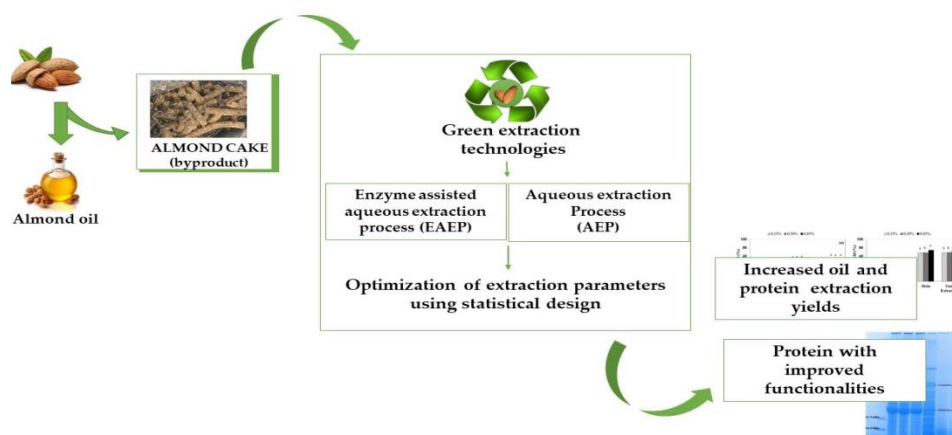 Almond oil
ALMOND CAKE
(byproduct)
Green extraction
technologies
Enzyme assisted
aqueous extraction
process (EAEP)
Aqueous extraction
Process
(AEP)
Optimization of extraction parameters
using statistical design
Increased oil and
protein extraction
yields
Protein with
improved
functionalities